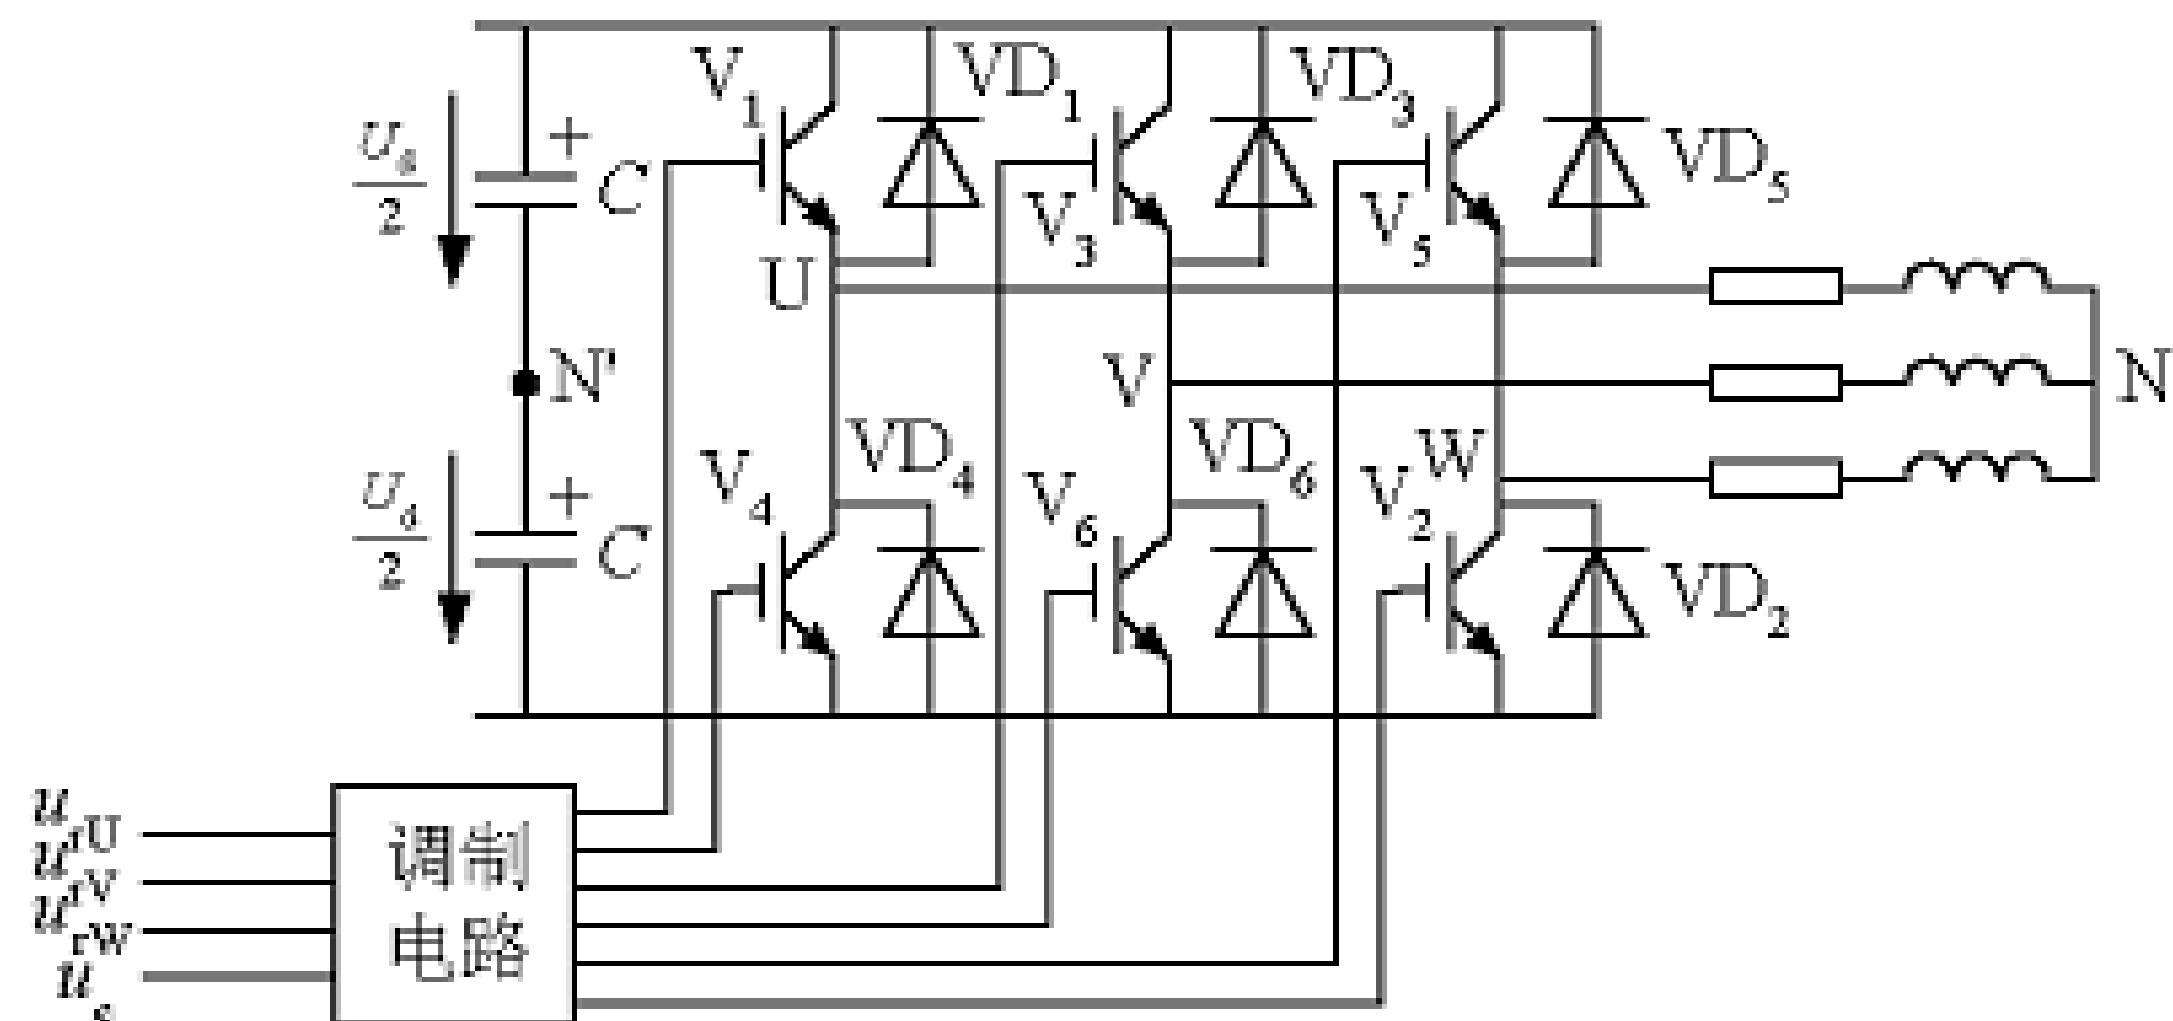 V1
VD1
VD3
Ud
2
+
C
V3
V5
VD5
U
N'
V
N
VD4
VD6
W
V4
V6
V2
Ud
2
+
C
VD2
urU
urV
urW
uc
调制
电路